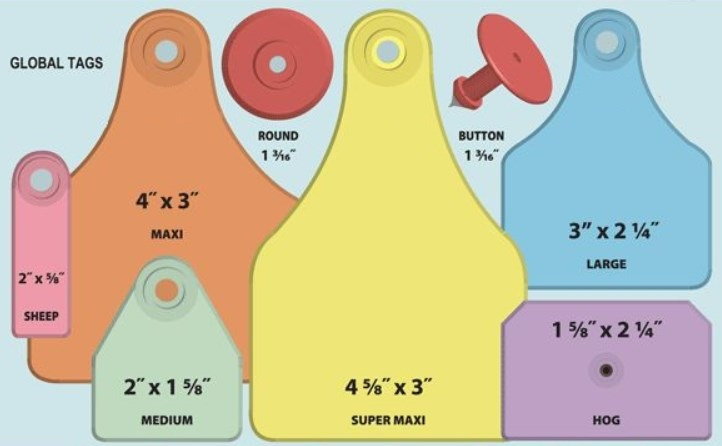 GLOBAL TAGS
ROUND
1 3⁄16″
BUTTON
1 3⁄16″
4″ x 3″
MAXI
3″ x 2 ¼″
LARGE
2″ x ⅝″
SHEEP
1 ⅝″ x 2 ¼″
HOG
2″ x 1 ⅝″
MEDIUM
4 ⅝″ x 3″
SUPER MAXI